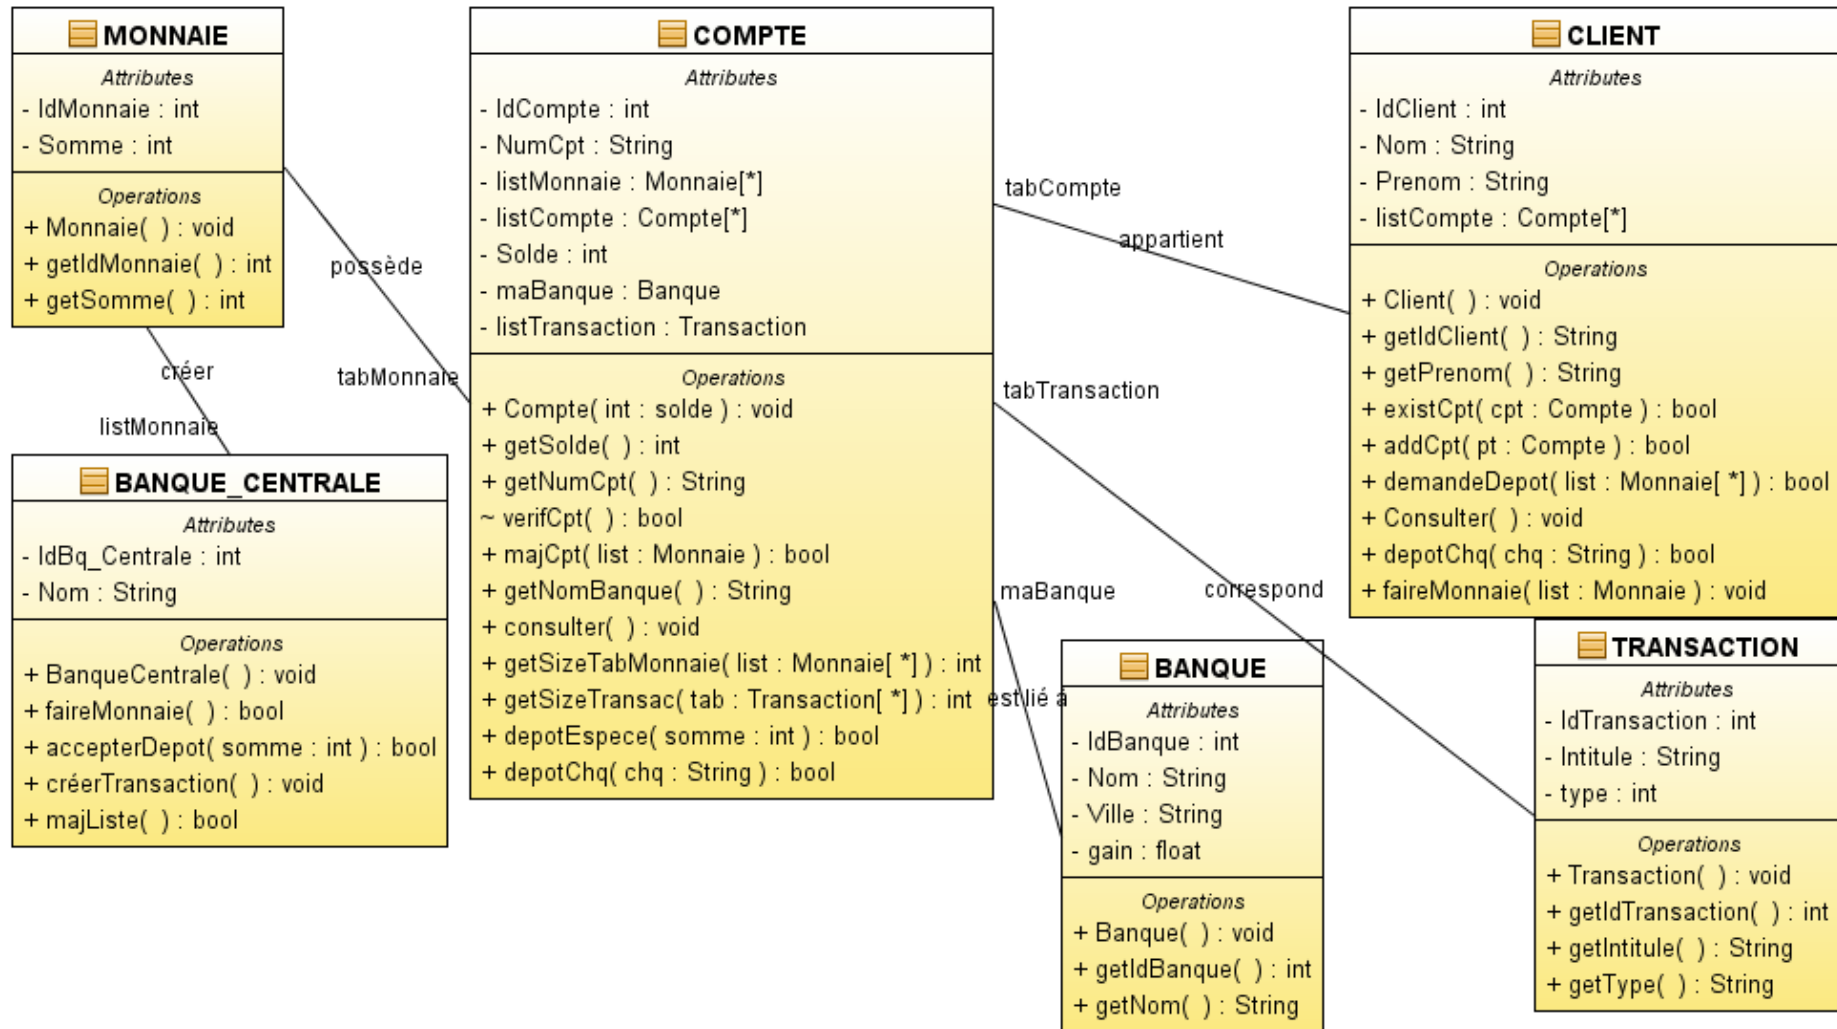 MONNAIE
Attributes
- IdMonnaie : int
- Somme : int
Operations
+ Monnaie( ) : void
+ getIdMonnaie( ) : int
+ getSomme( ) : int
créer
listMonnaie
possède
tabMonnaie
BANQUE_CENTRALE
Attributes
- IdBq_Centrale : int
- Nom : String
Operations
+ BanqueCentrale( ) : void
+ faireMonnaie( ) : bool
+ accepterDepot( somme : int ) : bool
+ créerTransaction( ) : void
+ majListe( ) : bool
COMPTE
Attributes
- IdCompte : int
- NumCpt : String
- listMonnaie : Monnaie[*]
- listCompte : Compte[*]
- Solde : int
- maBanque : Banque
- listTransaction : Transaction
Operations
+ Compte( int : solde ) : void
+ getSolde( ) : int
+ getNumCpt( ) : String
~ verifCpt( ) : bool
+ majCpt( list : Monnaie ) : bool
+ getNomBanque( ) : String
+ consulter( ) : void
+ getSizeTabMonnaie( list : Monnaie[ *] ) : int
+ getSizeTransac( tab : Transaction[ *] ) : int
+ depotEspece( somme : int ) : bool
+ depotChq( chq : String ) : bool
tabCompte
appartient
tabTransaction
correspond
maBanque
est lié à
CLIENT
Attributes
- IdClient : int
- Nom : String
- Prenom : String
- listCompte : Compte[*]
Operations
+ Client( ) : void
+ getIdClient( ) : String
+ getPrenom( ) : String
+ existCpt( cpt : Compte ) : bool
+ addCpt( pt : Compte ) : bool
+ demandeDepot( list : Monnaie[ *] ) : bool
+ Consulter( ) : void
+ depotChq( chq : String ) : bool
+ faireMonnaie( list : Monnaie ) : void
BANQUE
Attributes
- IdBanque : int
- Nom : String
- Ville : String
- gain : float
Operations
+ Banque( ) : void
+ getIdBanque( ) : int
+ getNom( ) : String
TRANSACTION
Attributes
- IdTransaction : int
- Intitule : String
- type : int
Operations
+ Transaction( ) : void
+ getIdTransaction( ) : int
+ getIntitule( ) : String
+ getType( ) : String